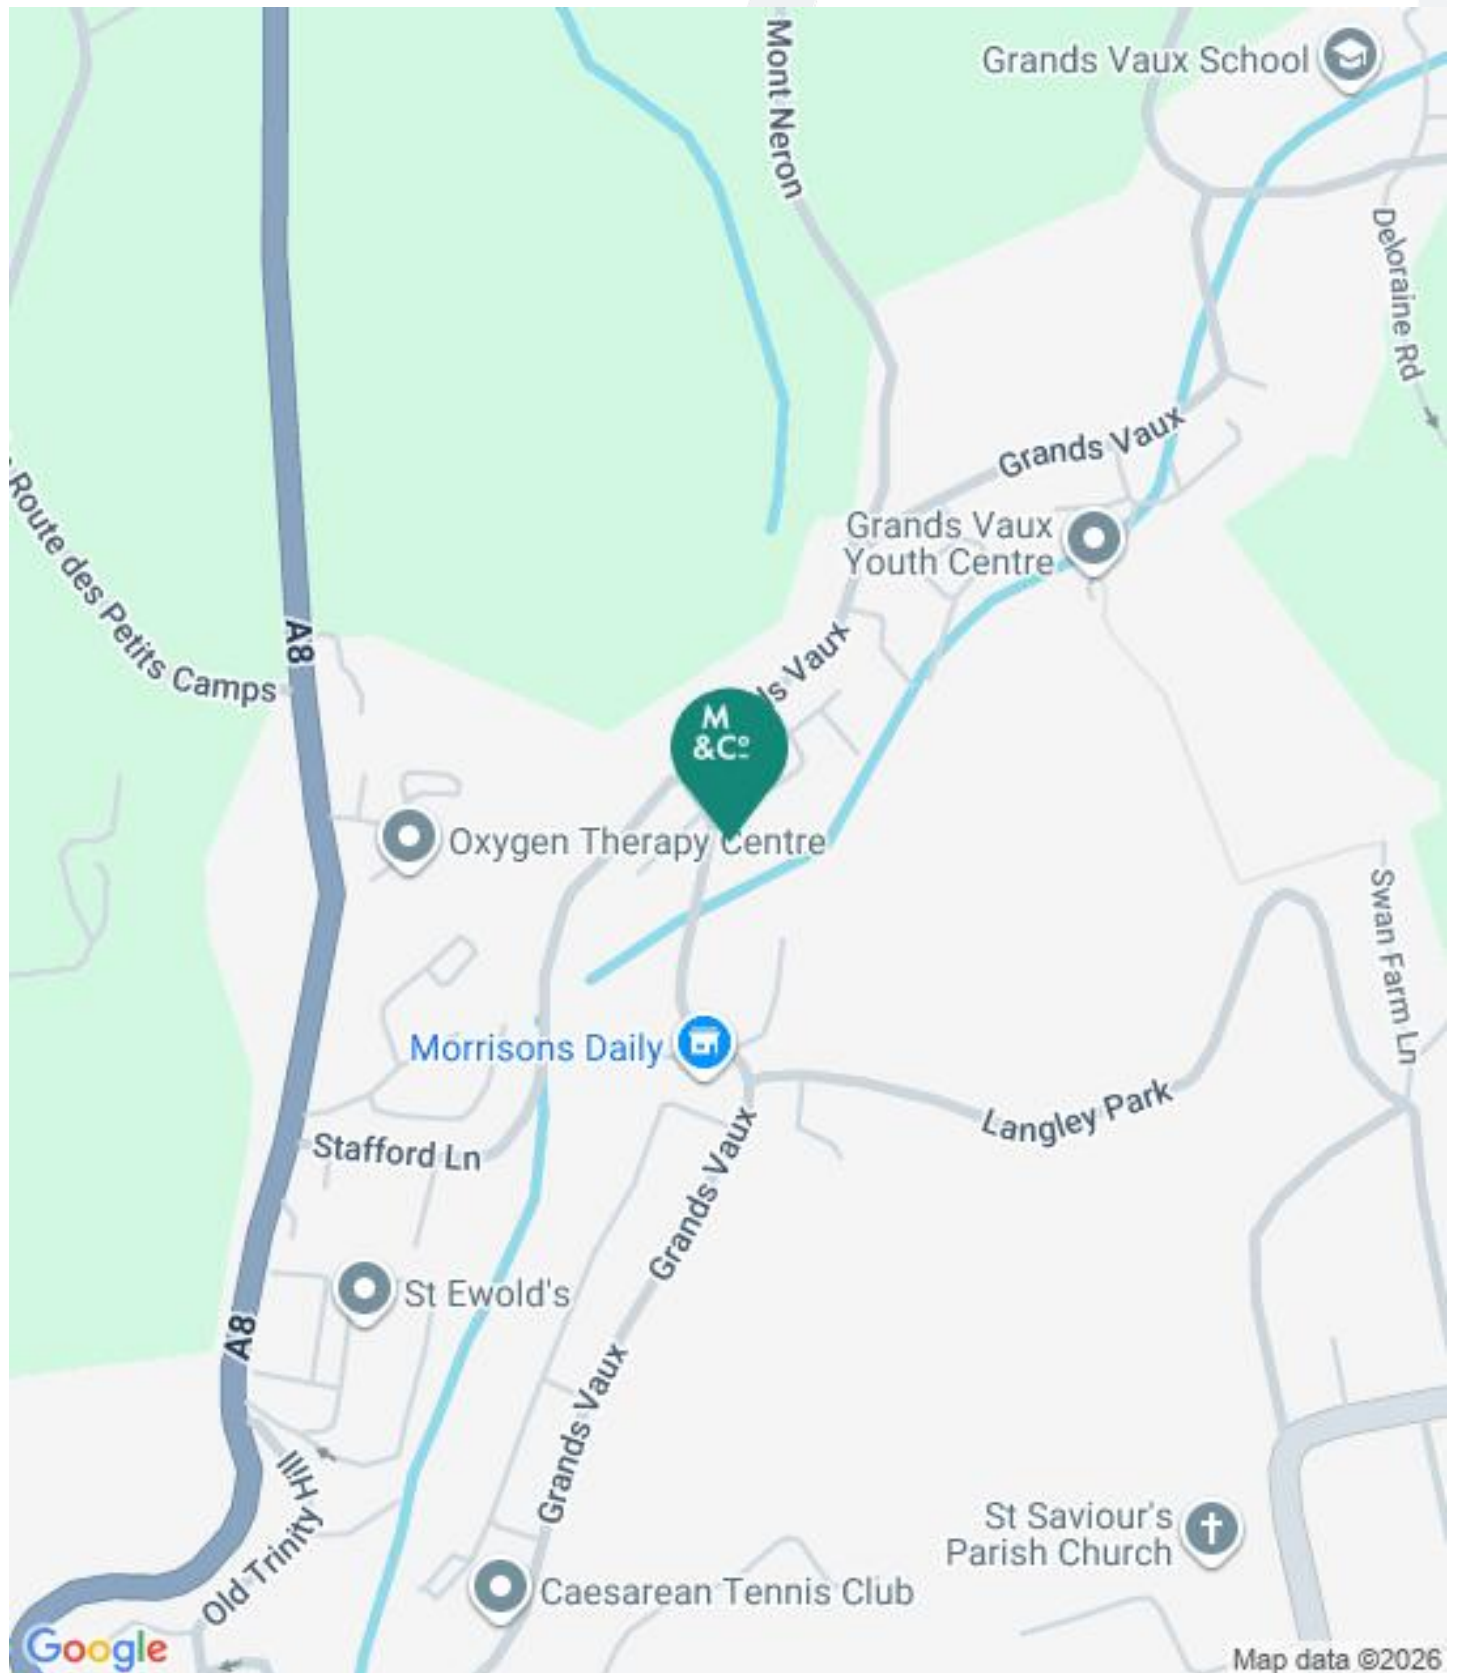 Mont Neron
Grands Vaux School
Deloraine Rd
Route des Petits Camps
A8
Grands Vaux
Grands Vaux
Youth Centre
ds Vaux
M
&Co
Oxygen Therapy Centre
Swan Farm Ln
Morrisons Daily
Langley Park
Stafford Ln
Grands Vaux
St Ewold's
A8
Grands Vaux
Old Trinity Hill
St Saviour's
Parish Church
Caesarean Tennis Club
Google
Map data ©2026